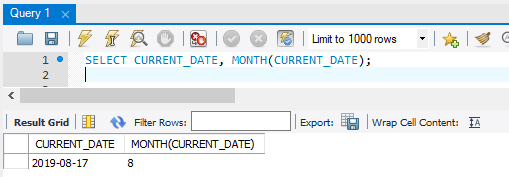 Query 1
Limit to 1000 rows
1 SELECT CURRENT_DATE, MONTH(CURRENT_DATE);
2
Result Grid Filter Rows: Export: Wrap Cell Content:
CURRENT_DATE MONTH(CURRENT_DATE)
2019-08-17 8